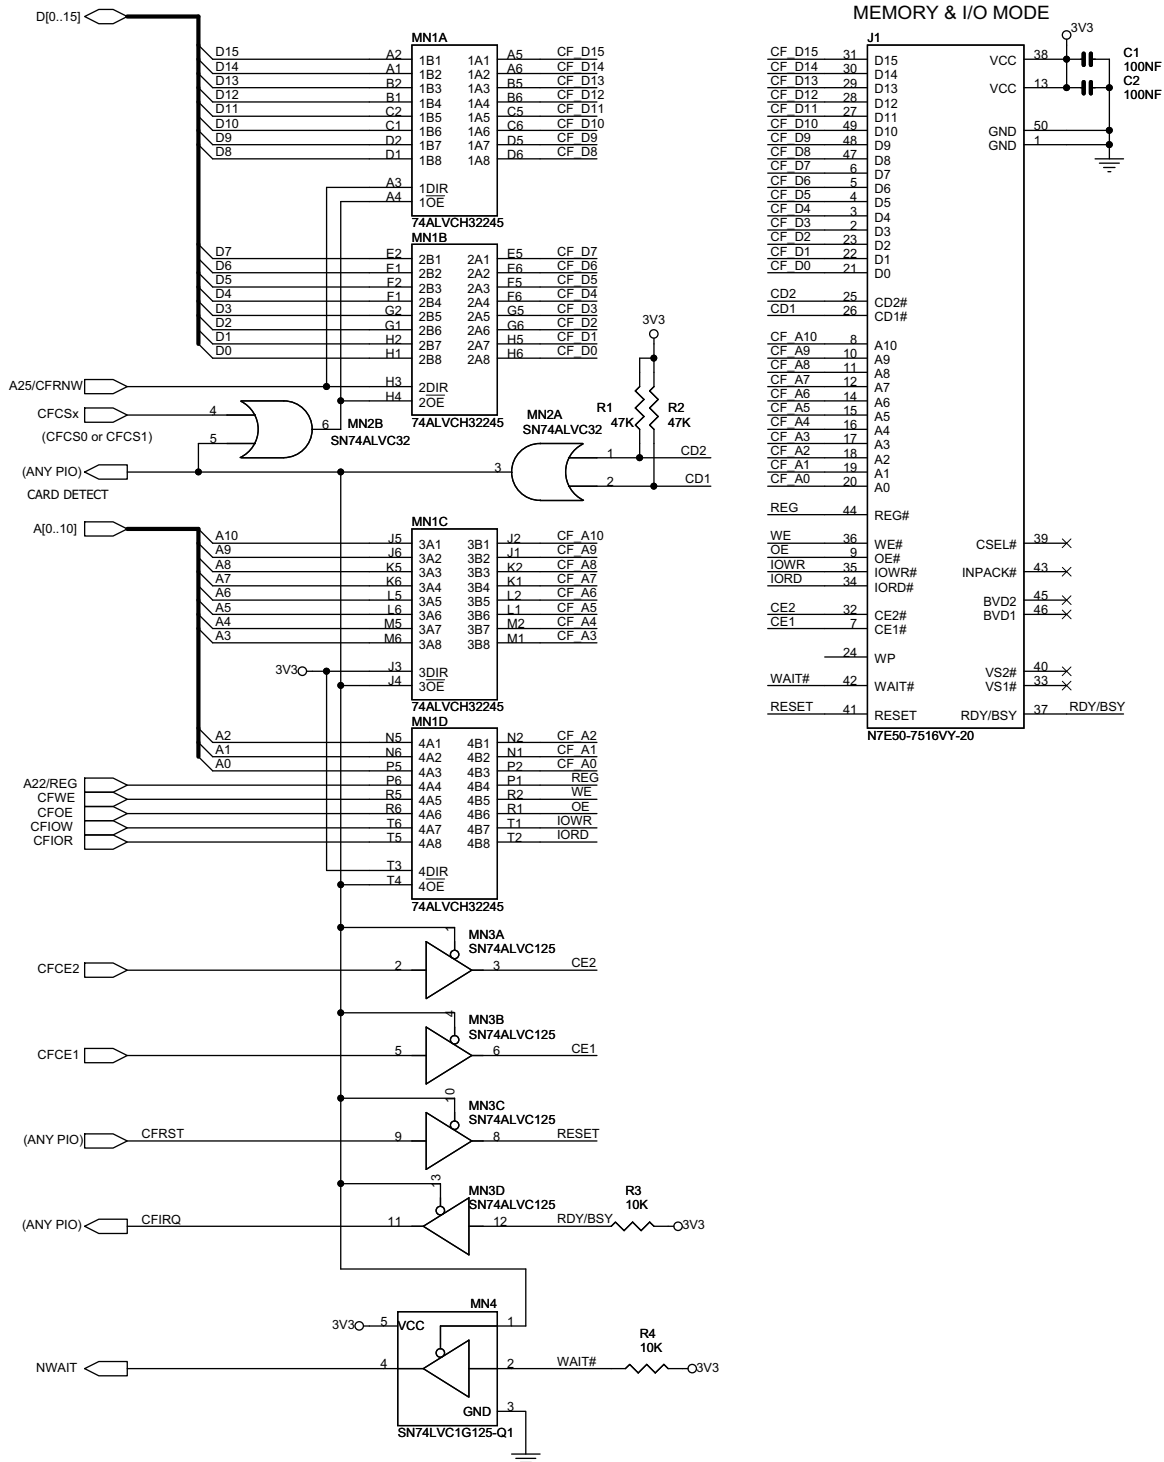 MEMORY & I/O MODE
D[0..15]
MN1A
D15 A2 1B1 1A1 A5 CF_D15
D14 A1 1B2 1A2 A6 CF_D14
D13 B2 1B3 1A3 B5 CF_D13
D12 B1 1B4 1A4 B6 CF_D12
D11 C2 1B5 1A5 C5 CF_D11
D10 C1 1B6 1A6 C6 CF_D10
D9 D2 1B7 1A7 D5 CF_D9
D8 D1 1B8 1A8 D6 CF_D8
A3 1DIR
A4 1OE
74ALVCH32245
MN1B
D7 E2 2B1 2A1 E5 CF_D7
D6 E1 2B2 2A2 E6 CF_D6
D5 F2 2B3 2A3 F5 CF_D5
D4 F1 2B4 2A4 F6 CF_D4
D3 G2 2B5 2A5 G5 CF_D3
D2 G1 2B6 2A6 G6 CF_D2
D1 H2 2B7 2A7 H5 CF_D1
D0 H1 2B8 2A8 H6 CF_D0
A25/CFRNW H3 2DIR
H4 2OE
74ALVCH32245
CFCSx 4
(CFCS0 or CFCS1) 5
6 MN2B
SN74ALVC32
3V3
R1 47K
R2 47K
MN2A
SN74ALVC32
1 CD2
2 CD1
3
(ANY PIO)
CARD DETECT
A[0..10]
MN1C
A10 J5 3A1 3B1 J2 CF_A10
A9 J6 3A2 3B2 J1 CF_A9
A8 K5 3A3 3B3 K2 CF_A8
A7 K6 3A4 3B4 K1 CF_A7
A6 L5 3A5 3B5 L2 CF_A6
A5 L6 3A6 3B6 L1 CF_A5
A4 M5 3A7 3B7 M2 CF_A4
A3 M6 3A8 3B8 M1 CF_A3
3V3 J3 3DIR
J4 3OE
74ALVCH32245
MN1D
A2 N5 4A1 4B1 N2 CF_A2
A1 N6 4A2 4B2 N1 CF_A1
A0 P5 4A3 4B3 P2 CF_A0
A22/REG P6 4A4 4B4 P1 REG
CFWE R5 4A5 4B5 R2 WE
CFOE R6 4A6 4B6 R1 OE
CFIOW T6 4A7 4B7 T1 IOWR
CFIOR T5 4A8 4B8 T2 IORD
T3 4DIR
T4 4OE
74ALVCH32245
1 MN3A
SN74ALVC125
CFCE2 2 3 CE2
4 MN3B
SN74ALVC125
CFCE1 5 6 CE1
10 MN3C
SN74ALVC125
(ANY PIO) CFRST 9 8 RESET
13 MN3D
SN74ALVC125
R3
10K
(ANY PIO) CFIRQ 11 12 RDY/BSY 3V3
MN4
3V3 5 VCC 1
R4
10K
NWAIT 4 2 WAIT# 3V3
GND 3
SN74LVC1G125-Q1
J1
3V3
CF_D15 31 D15 VCC 38
C1
100NF
CF_D14 30 D14
CF_D13 29 D13 VCC 13
C2
100NF
CF_D12 28 D12
CF_D11 27 D11
CF_D10 49 D10 GND 50
CF_D9 48 D9 GND 1
CF_D8 47 D8
CF_D7 6 D7
CF_D6 5 D6
CF_D5 4 D5
CF_D4 3 D4
CF_D3 2 D3
CF_D2 23 D2
CF_D1 22 D1
CF_D0 21 D0
CD2 25 CD2#
CD1 26 CD1#
CF_A10 8 A10
CF_A9 10 A9
CF_A8 11 A8
CF_A7 12 A7
CF_A6 14 A6
CF_A5 15 A5
CF_A4 16 A4
CF_A3 17 A3
CF_A2 18 A2
CF_A1 19 A1
CF_A0 20 A0
REG 44 REG#
WE 36 WE# CSEL# 39
OE 9 OE#
IOWR 35 IOWR# INPACK# 43
IORD 34 IORD#
BVD2 45
CE2 32 CE2# BVD1 46
CE1 7 CE1#
24 WP
VS2# 40
WAIT# 42 WAIT# VS1# 33
RESET 41 RESET RDY/BSY 37 RDY/BSY
N7E50-7516VY-20